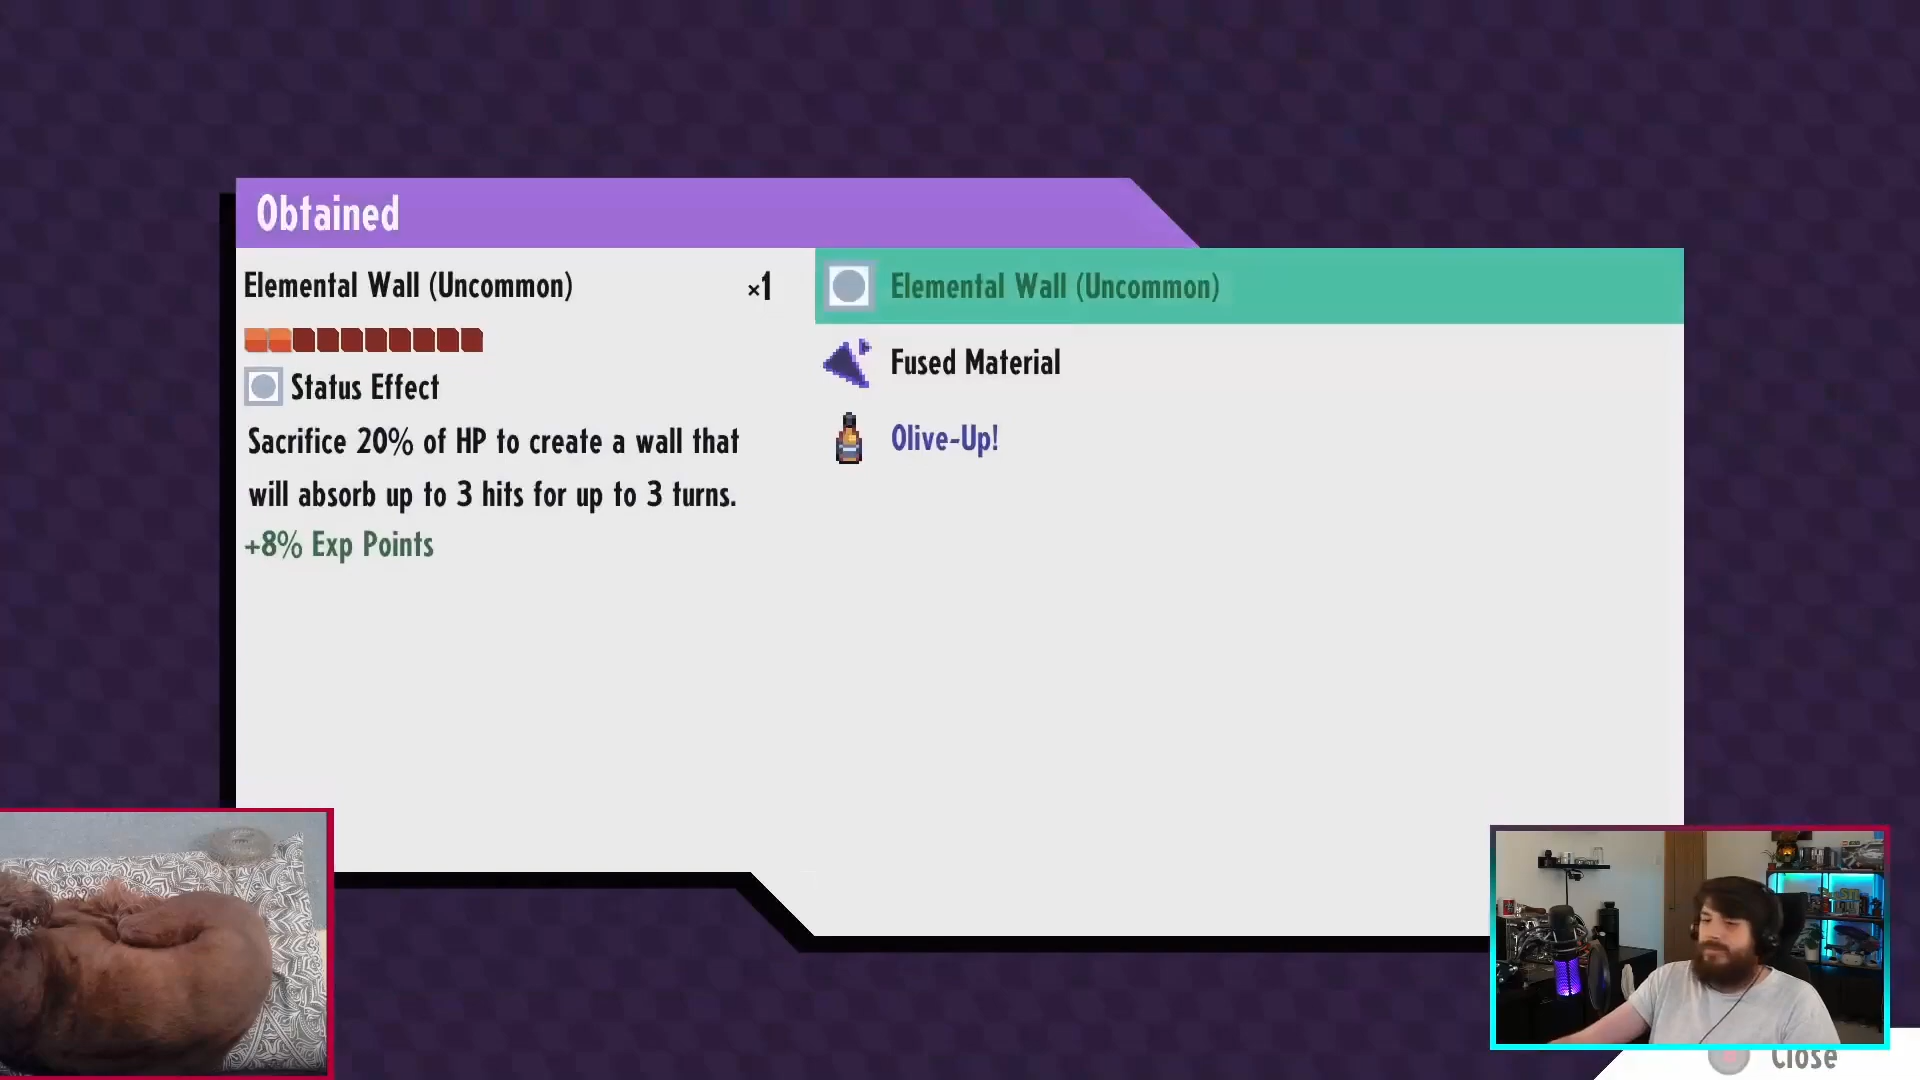 Obtained
Elemental Wall (Uncommon) ×1
Status Effect
Sacrifice 20% of HP to create a wall that
will absorb up to 3 hits for up to 3 turns.
+8% Exp Points
Elemental Wall (Uncommon)
Fused Material
Olive-Up!
Close